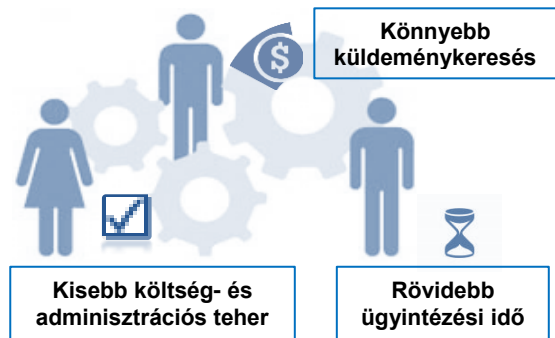 Könnyebb
küldeménykeresés
$
Kisebb költség- és
adminisztrációs teher
Rövidebb
ügyintézési idő